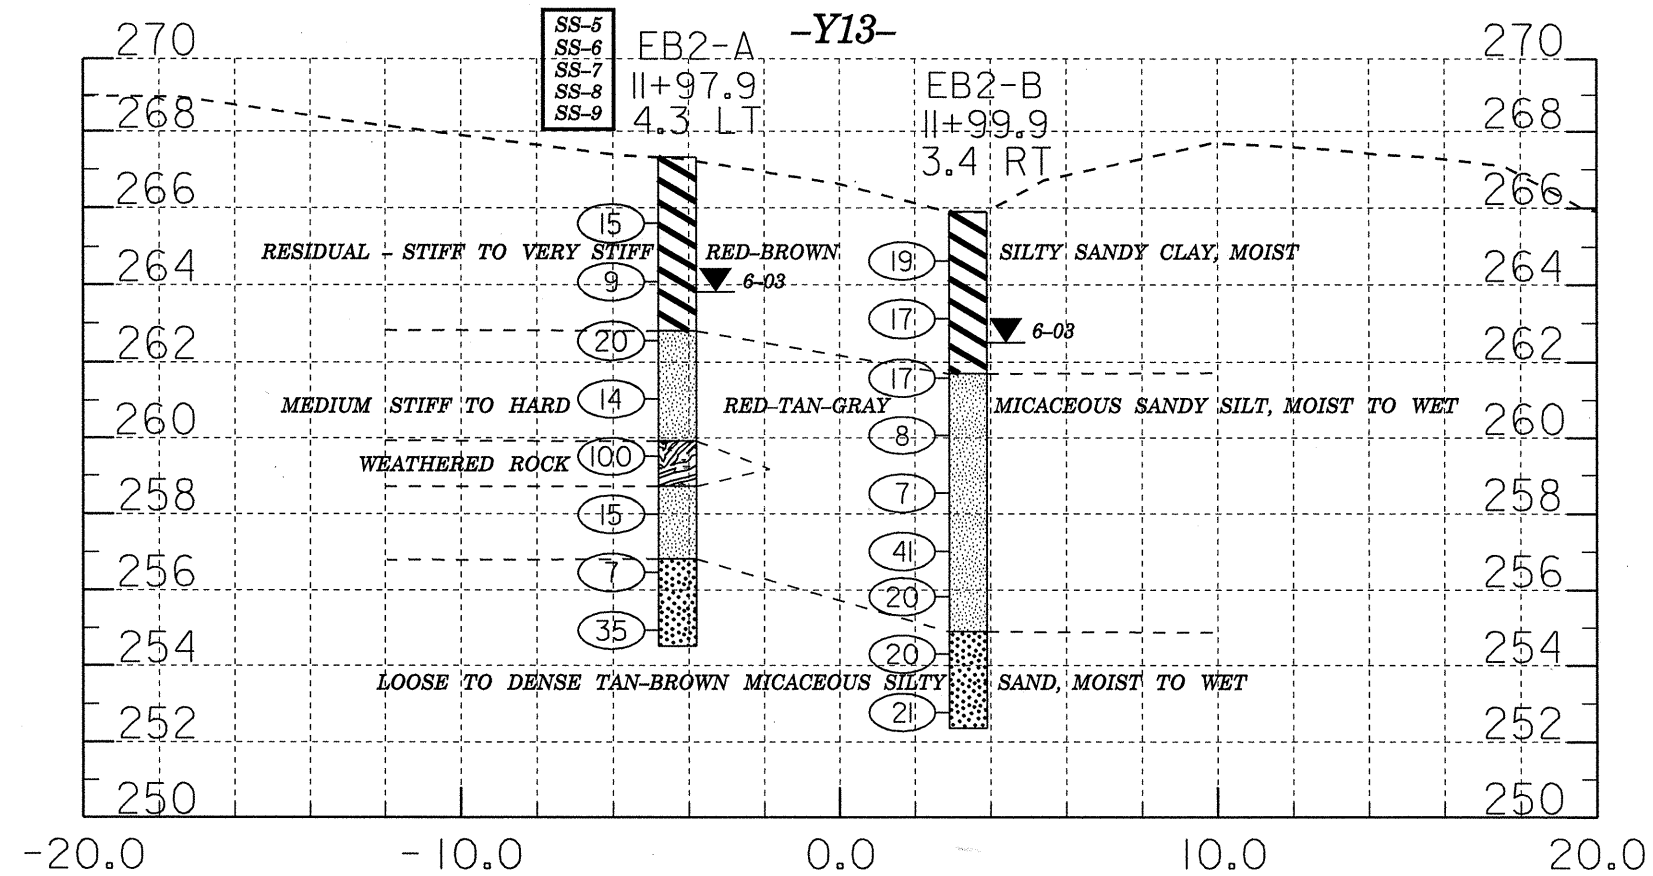 –Y13–
SS–5
SS–6
SS–7
SS–8
SS–9
EB2-A
11+97.9
4.3 LT
EB2-B
11+99.9
3.4 RT
270 270
268 268
266 266
15
RESIDUAL – STIFF TO VERY STIFF RED–BROWN SILTY SANDY CLAY, MOIST
19
264 264
9 6–03
17 6–03
262 262
20
17
14
MEDIUM STIFF TO HARD RED–TAN–GRAY MICACEOUS SANDY SILT, MOIST TO WET
260 260
8
WEATHERED ROCK 100
7
258 258
15
41
256 256
7
20
35
254 254
20
LOOSE TO DENSE TAN–BROWN MICACEOUS SILTY SAND, MOIST TO WET
21
252 252
250 250
-20.0 -10.0 0.0 10.0 20.0